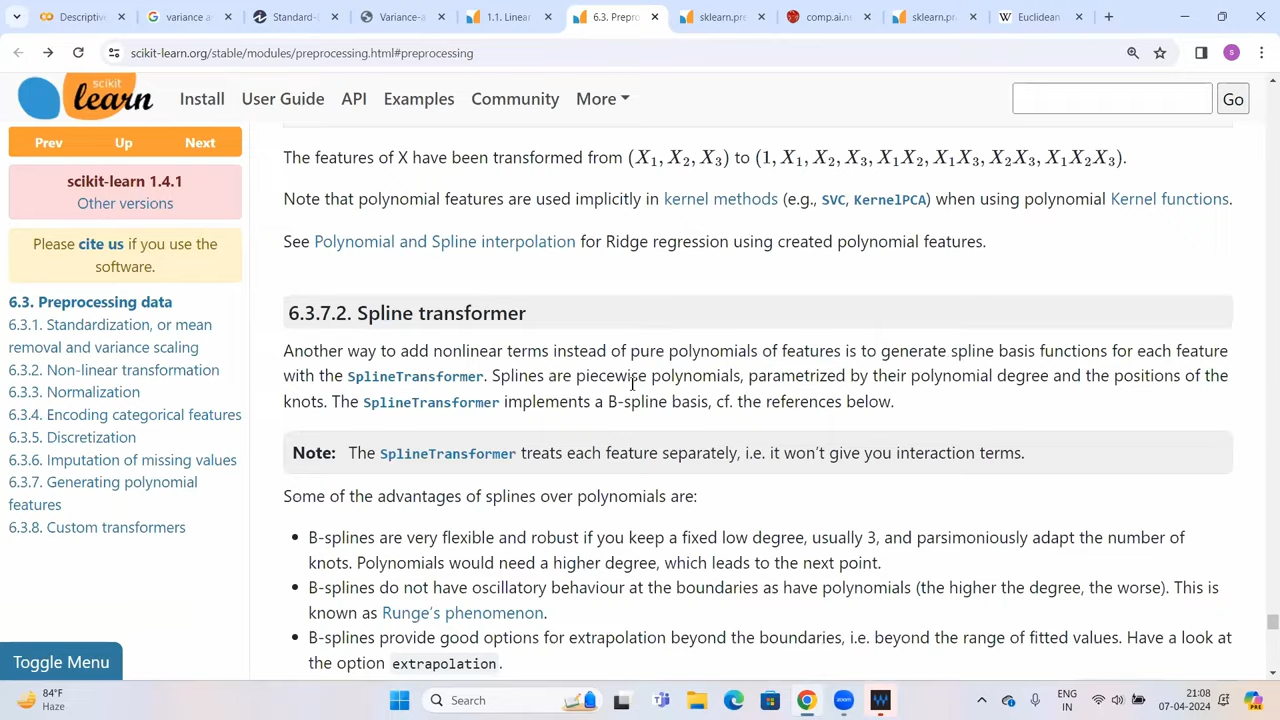 Descriptive
variance a
Standard-
Variance-a
1.1. Linear
6.3. Prepro
sklearn.pre
comp.ai.ne
sklearn.pr
Euclidean
scikit-learn.org/stable/modules/preprocessing.html#preprocessing
s
scikit
learn
Install
User Guide
API
Examples
Community
More
Go
Prev
Up
Next
scikit-learn 1.4.1
Other versions
Please cite us if you use the
software.
6.3. Preprocessing data
6.3.1. Standardization, or mean
removal and variance scaling
6.3.2. Non-linear transformation
6.3.3. Normalization
6.3.4. Encoding categorical features
6.3.5. Discretization
6.3.6. Imputation of missing values
6.3.7. Generating polynomial
features
6.3.8. Custom transformers
Toggle Menu
The features of X have been transformed from (X₁, X₂, X₃) to (1, X₁, X₂, X₃, X₁X₂, X₁X₃, X₂X₃, X₁X₂X₃).
Note that polynomial features are used implicitly in kernel methods (e.g., SVC, KernelPCA) when using polynomial Kernel functions.
See Polynomial and Spline interpolation for Ridge regression using created polynomial features.
6.3.7.2. Spline transformer
Another way to add nonlinear terms instead of pure polynomials of features is to generate spline basis functions for each feature
with the SplineTransformer. Splines are piecewise polynomials, parametrized by their polynomial degree and the positions of the
knots. The SplineTransformer implements a B-spline basis, cf. the references below.
Note: The SplineTransformer treats each feature separately, i.e. it won't give you interaction terms.
Some of the advantages of splines over polynomials are:
• B-splines are very flexible and robust if you keep a fixed low degree, usually 3, and parsimoniously adapt the number of
knots. Polynomials would need a higher degree, which leads to the next point.
• B-splines do not have oscillatory behaviour at the boundaries as have polynomials (the higher the degree, the worse). This is
known as Runge's phenomenon.
• B-splines provide good options for extrapolation beyond the boundaries, i.e. beyond the range of fitted values. Have a look at
the option extrapolation.
84°F
Haze
Search
zoom
ENG
IN
21:08
07-04-2024
PRE